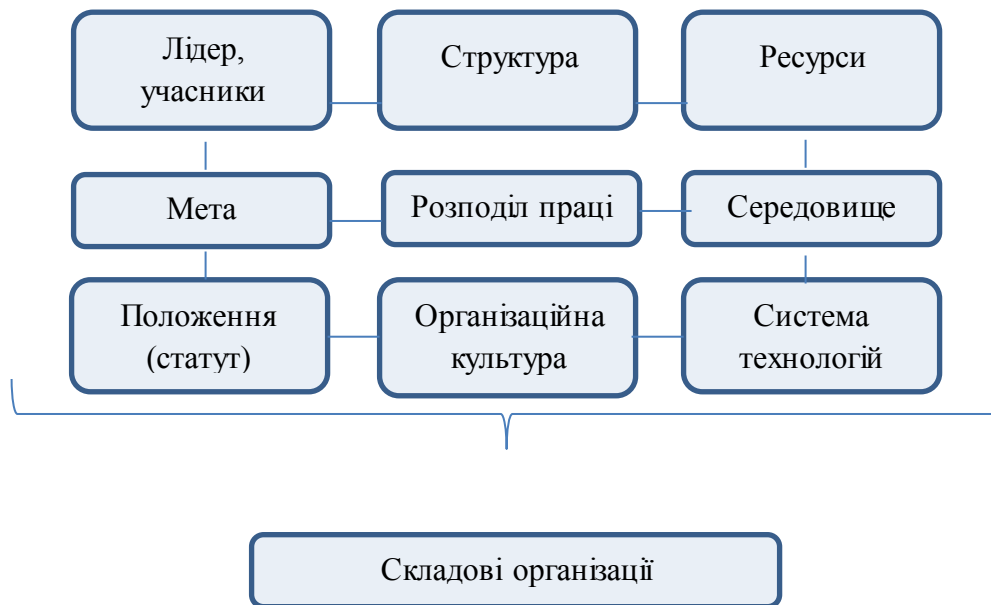 Лідер,
учасники
Структура
Ресурси
Мета
Розподіл праці
Середовище
Положення
(статут)
Організаційна
культура
Система
технологій
Складові організації